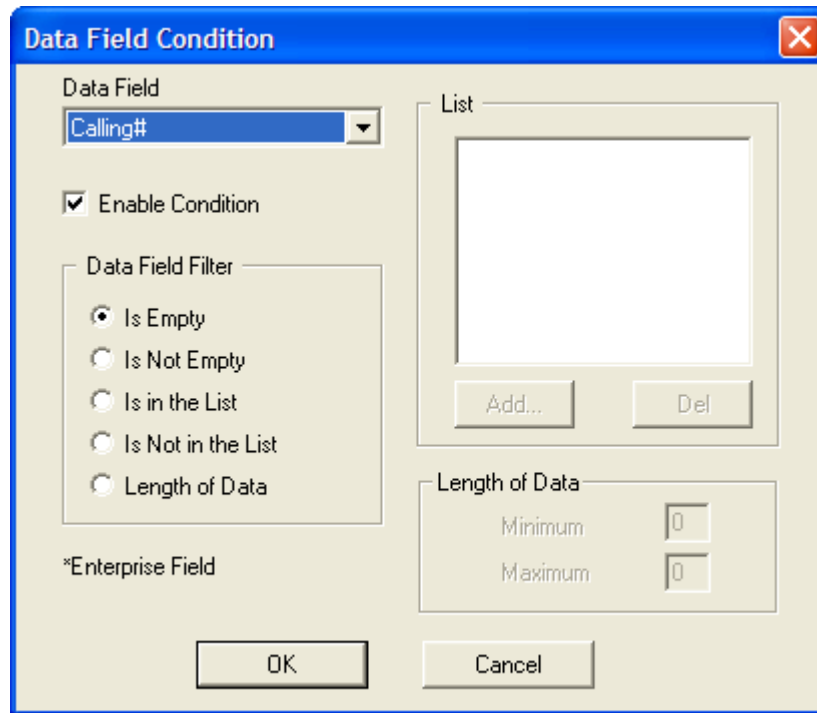 Data Field Condition
Data Field
Calling#
Enable Condition
Data Field Filter
Is Empty
Is Not Empty
Is in the List
Is Not in the List
Length of Data
*Enterprise Field
List
Add...
Del
Length of Data
Minimum 0
Maximum 0
OK
Cancel